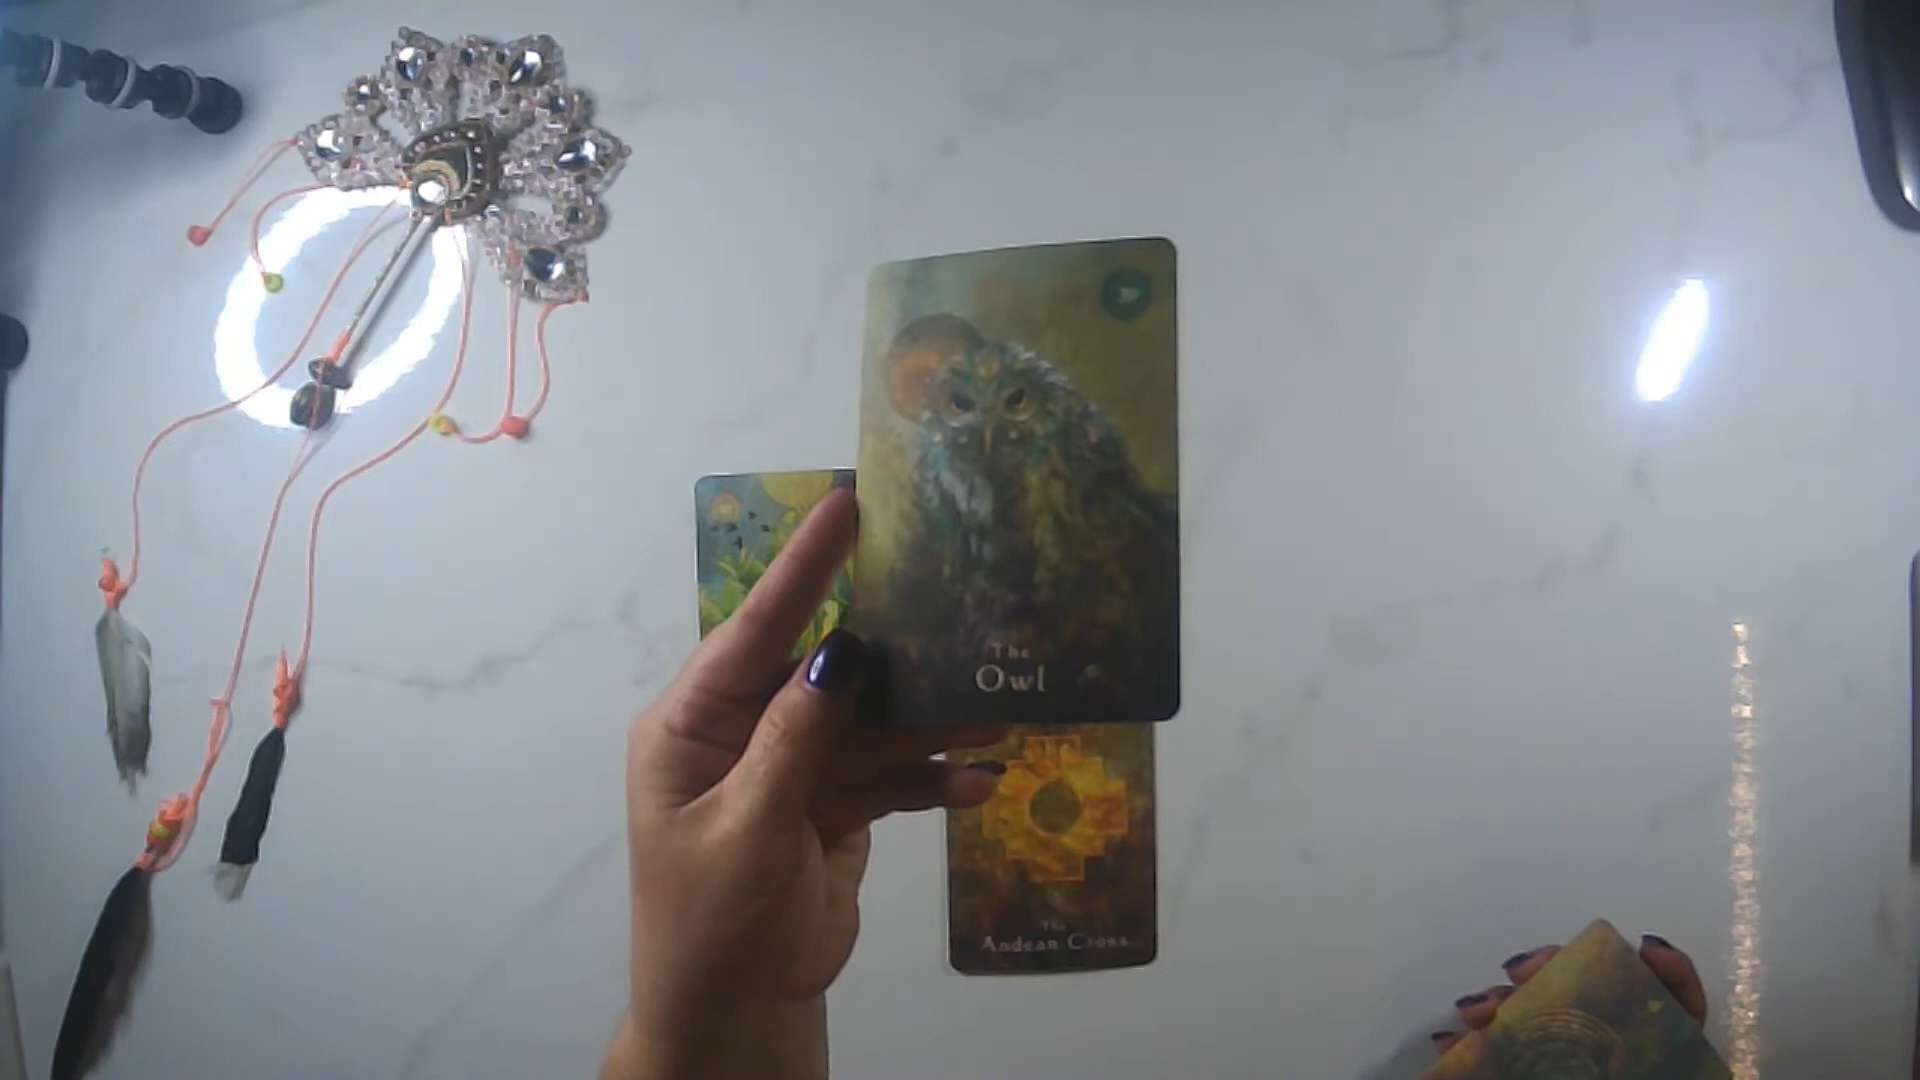 The
Owl
The
Andean Cross